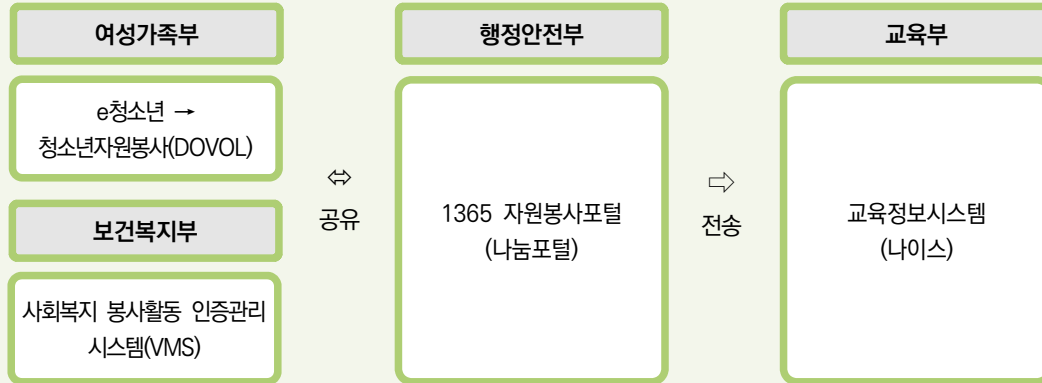 여성가족부
e청소년 →
청소년자원봉사(DOVOL)
보건복지부
사회복지 봉사활동 인증관리
시스템(VMS)
⇔
공유
행정안전부
1365 자원봉사포털
(나눔포털)
⇨
전송
교육부
교육정보시스템
(나이스)